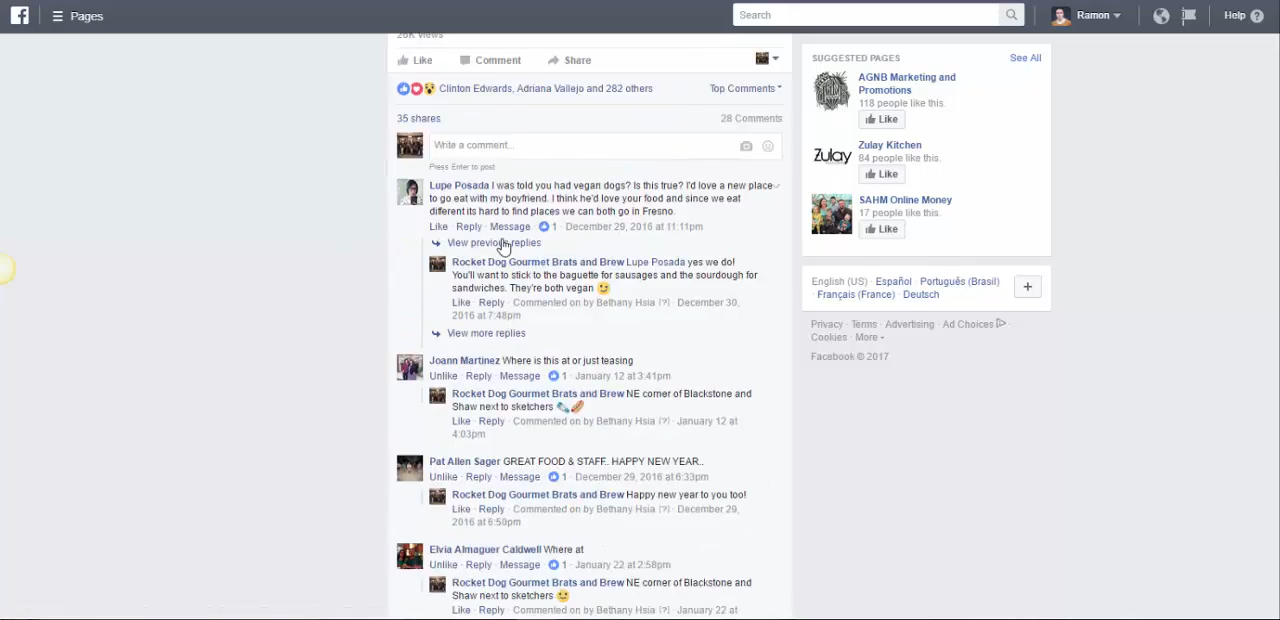 Pages
Search
Ramon
Help
26K Views
Like Comment Share
Clinton Edwards, Adriana Vallejo and 282 others
Top Comments
35 shares
28 Comments
Write a comment...
Press Enter to post
Lupe Posada I was told you had vegan dogs? Is this true? I'd love a new place
to go eat with my boyfriend. I think he'd love your food and since we eat
different its hard to find places we can both go in Fresno.
Like · Reply · Message · 1 · December 29, 2016 at 11:11pm
View previous replies
Rocket Dog Gourmet Brats and Brew Lupe Posada yes we do!
You'll want to stick to the baguette for sausages and the sourdough for
sandwiches. They're both vegan
Like · Reply · Commented on by Bethany Hsia [?] · December 30,
2016 at 7:48pm
View more replies
Joann Martinez Where is this at or just teasing
Unlike · Reply · Message · 1 · January 12 at 3:41pm
Rocket Dog Gourmet Brats and Brew NE corner of Blackstone and
Shaw next to sketchers
Like · Reply · Commented on by Bethany Hsia [?] · January 12 at
4:03pm
Pat Allen Sager GREAT FOOD & STAFF.. HAPPY NEW YEAR..
Unlike · Reply · Message · 1 · December 29, 2016 at 6:33pm
Rocket Dog Gourmet Brats and Brew Happy new year to you too!
Like · Reply · Commented on by Bethany Hsia [?] · December 29,
2016 at 6:50pm
Elvia Almaguer Caldwell Where at
Unlike · Reply · Message · 1 · January 22 at 2:58pm
Rocket Dog Gourmet Brats and Brew NE corner of Blackstone and
Shaw next to sketchers
Like · Reply · Commented on by Bethany Hsia [?] · January 22 at
SUGGESTED PAGES
See All
AGNB Marketing and
Promotions
118 people like this.
Like
Zulay
Zulay Kitchen
84 people like this.
Like
SAHM Online Money
17 people like this.
Like
English (US) · Español · Português (Brasil)
· Français (France) · Deutsch
Privacy · Terms · Advertising · Ad Choices ·
Cookies · More
Facebook © 2017